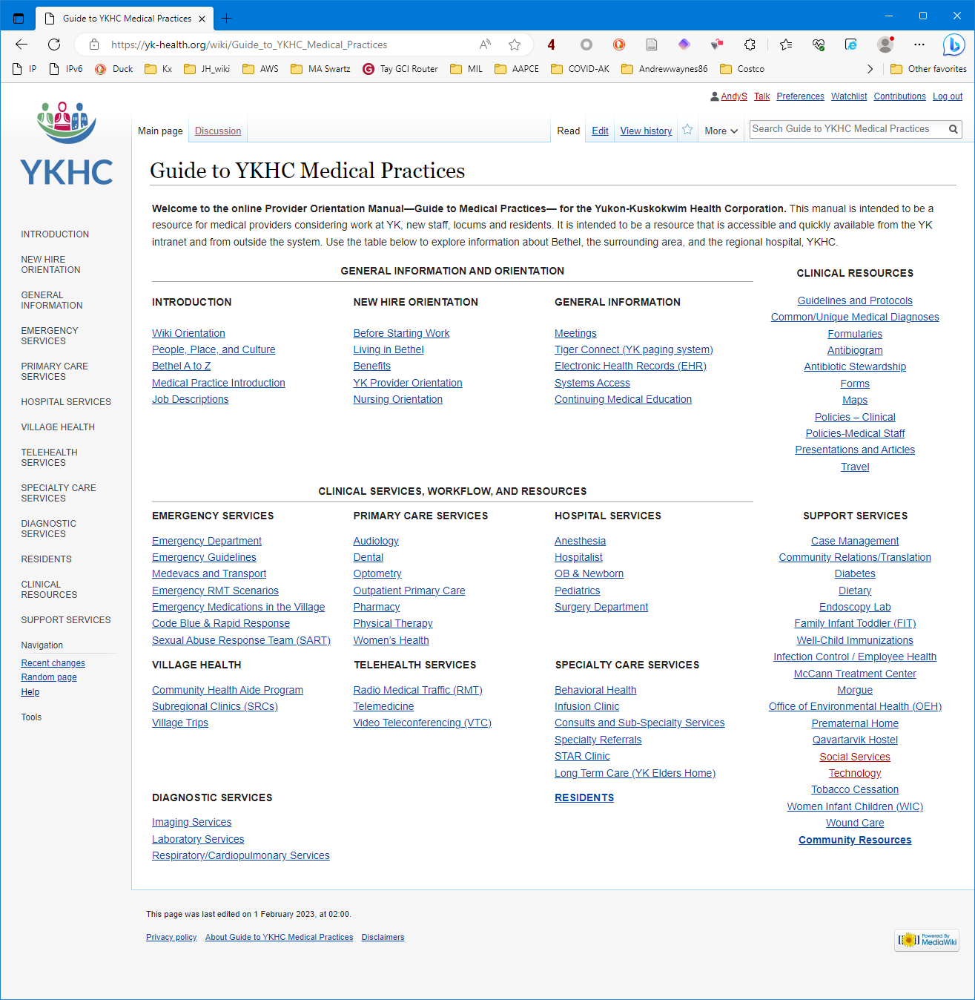 Guide to YKHC Medical Practices
https://yk-health.org/wiki/Guide_to_YKHC_Medical_Practices
IP
IPv6
Duck
Kx
JH_wiki
AWS
MA Swartz
Tay GCI Router
MIL
AAPCE
COVID-AK
Andrewwaynes86
Costco
Other favorites
AndyS Talk Preferences Watchlist Contributions Log out
Main page Discussion
Read Edit View history More
Search Guide to YKHC Medical Practices
YKHC
INTRODUCTION
NEW HIRE
ORIENTATION
GENERAL
INFORMATION
EMERGENCY
SERVICES
PRIMARY CARE
SERVICES
HOSPITAL SERVICES
VILLAGE HEALTH
TELEHEALTH
SERVICES
SPECIALTY CARE
SERVICES
DIAGNOSTIC
SERVICES
RESIDENTS
CLINICAL
RESOURCES
SUPPORT SERVICES
Navigation
Recent changes
Random page
Help
Tools
Guide to YKHC Medical Practices
Welcome to the online Provider Orientation Manual—Guide to Medical Practices— for the Yukon-Kuskokwim Health Corporation. This manual is intended to be a
resource for medical providers considering work at YK, new staff, locums and residents. It is intended to be a resource that is accessible and quickly available from the YK
intranet and from outside the system. Use the table below to explore information about Bethel, the surrounding area, and the regional hospital, YKHC.
GENERAL INFORMATION AND ORIENTATION
INTRODUCTION
Wiki Orientation
People, Place, and Culture
Bethel A to Z
Medical Practice Introduction
Job Descriptions
NEW HIRE ORIENTATION
Before Starting Work
Living in Bethel
Benefits
YK Provider Orientation
Nursing Orientation
GENERAL INFORMATION
Meetings
Tiger Connect (YK paging system)
Electronic Health Records (EHR)
Systems Access
Continuing Medical Education
CLINICAL RESOURCES
Guidelines and Protocols
Common/Unique Medical Diagnoses
Formularies
Antibiogram
Antibiotic Stewardship
Forms
Maps
Policies – Clinical
Policies-Medical Staff
Presentations and Articles
Travel
CLINICAL SERVICES, WORKFLOW, AND RESOURCES
EMERGENCY SERVICES
Emergency Department
Emergency Guidelines
Medevacs and Transport
Emergency RMT Scenarios
Emergency Medications in the Village
Code Blue & Rapid Response
Sexual Abuse Response Team (SART)
PRIMARY CARE SERVICES
Audiology
Dental
Optometry
Outpatient Primary Care
Pharmacy
Physical Therapy
Women's Health
HOSPITAL SERVICES
Anesthesia
Hospitalist
OB & Newborn
Pediatrics
Surgery Department
VILLAGE HEALTH
Community Health Aide Program
Subregional Clinics (SRCs)
Village Trips
TELEHEALTH SERVICES
Radio Medical Traffic (RMT)
Telemedicine
Video Teleconferencing (VTC)
SPECIALTY CARE SERVICES
Behavioral Health
Infusion Clinic
Consults and Sub-Specialty Services
Specialty Referrals
STAR Clinic
Long Term Care (YK Elders Home)
DIAGNOSTIC SERVICES
Imaging Services
Laboratory Services
Respiratory/Cardiopulmonary Services
RESIDENTS
SUPPORT SERVICES
Case Management
Community Relations/Translation
Diabetes
Dietary
Endoscopy Lab
Family Infant Toddler (FIT)
Well-Child Immunizations
Infection Control / Employee Health
McCann Treatment Center
Morgue
Office of Environmental Health (OEH)
Prematernal Home
Qavartarvik Hostel
Social Services
Technology
Tobacco Cessation
Women Infant Children (WIC)
Wound Care
Community Resources
This page was last edited on 1 February 2023, at 02:00.
Privacy policy About Guide to YKHC Medical Practices Disclaimers
Powered By
MediaWiki